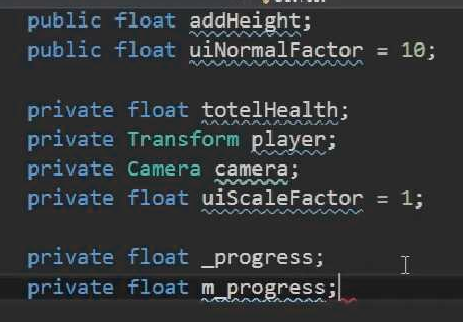 public float addHeight;
public float uiNormalFactor = 10;
private float totelHealth;
private Transform player;
private Camera camera;
private float uiScaleFactor = 1;
private float _progress;
private float m_progress;